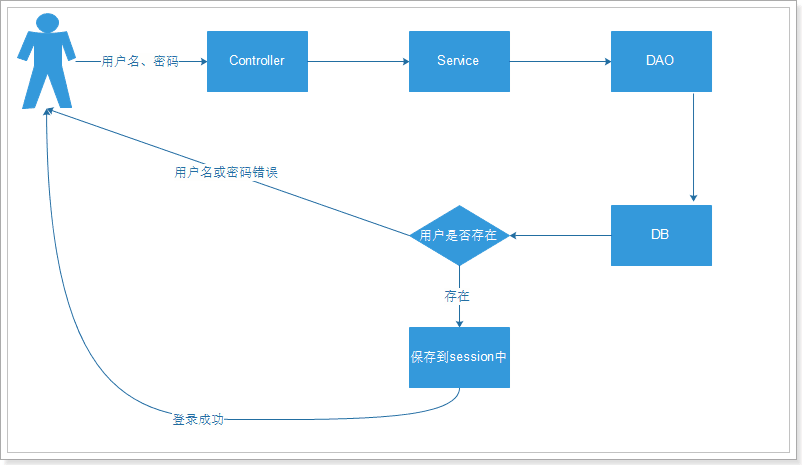 用户名、密码
Controller
Service
DAO
用户名或密码错误
用户是否存在
DB
存在
保存到session中
登录成功